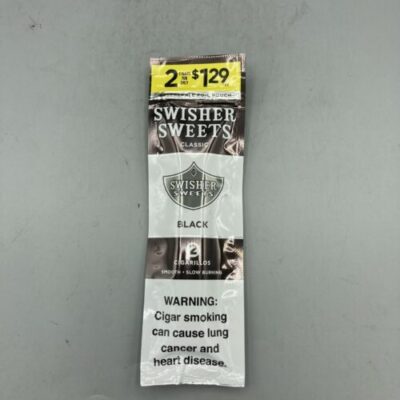 2 $1.29
SWISHER
SWEETS
CLASSIC
SWISHER
SWEETS
BLACK
2
CIGARILLOS
SMOOTH • SLOW BURNING
WARNING:
Cigar smoking
can cause lung
cancer and
heart disease.